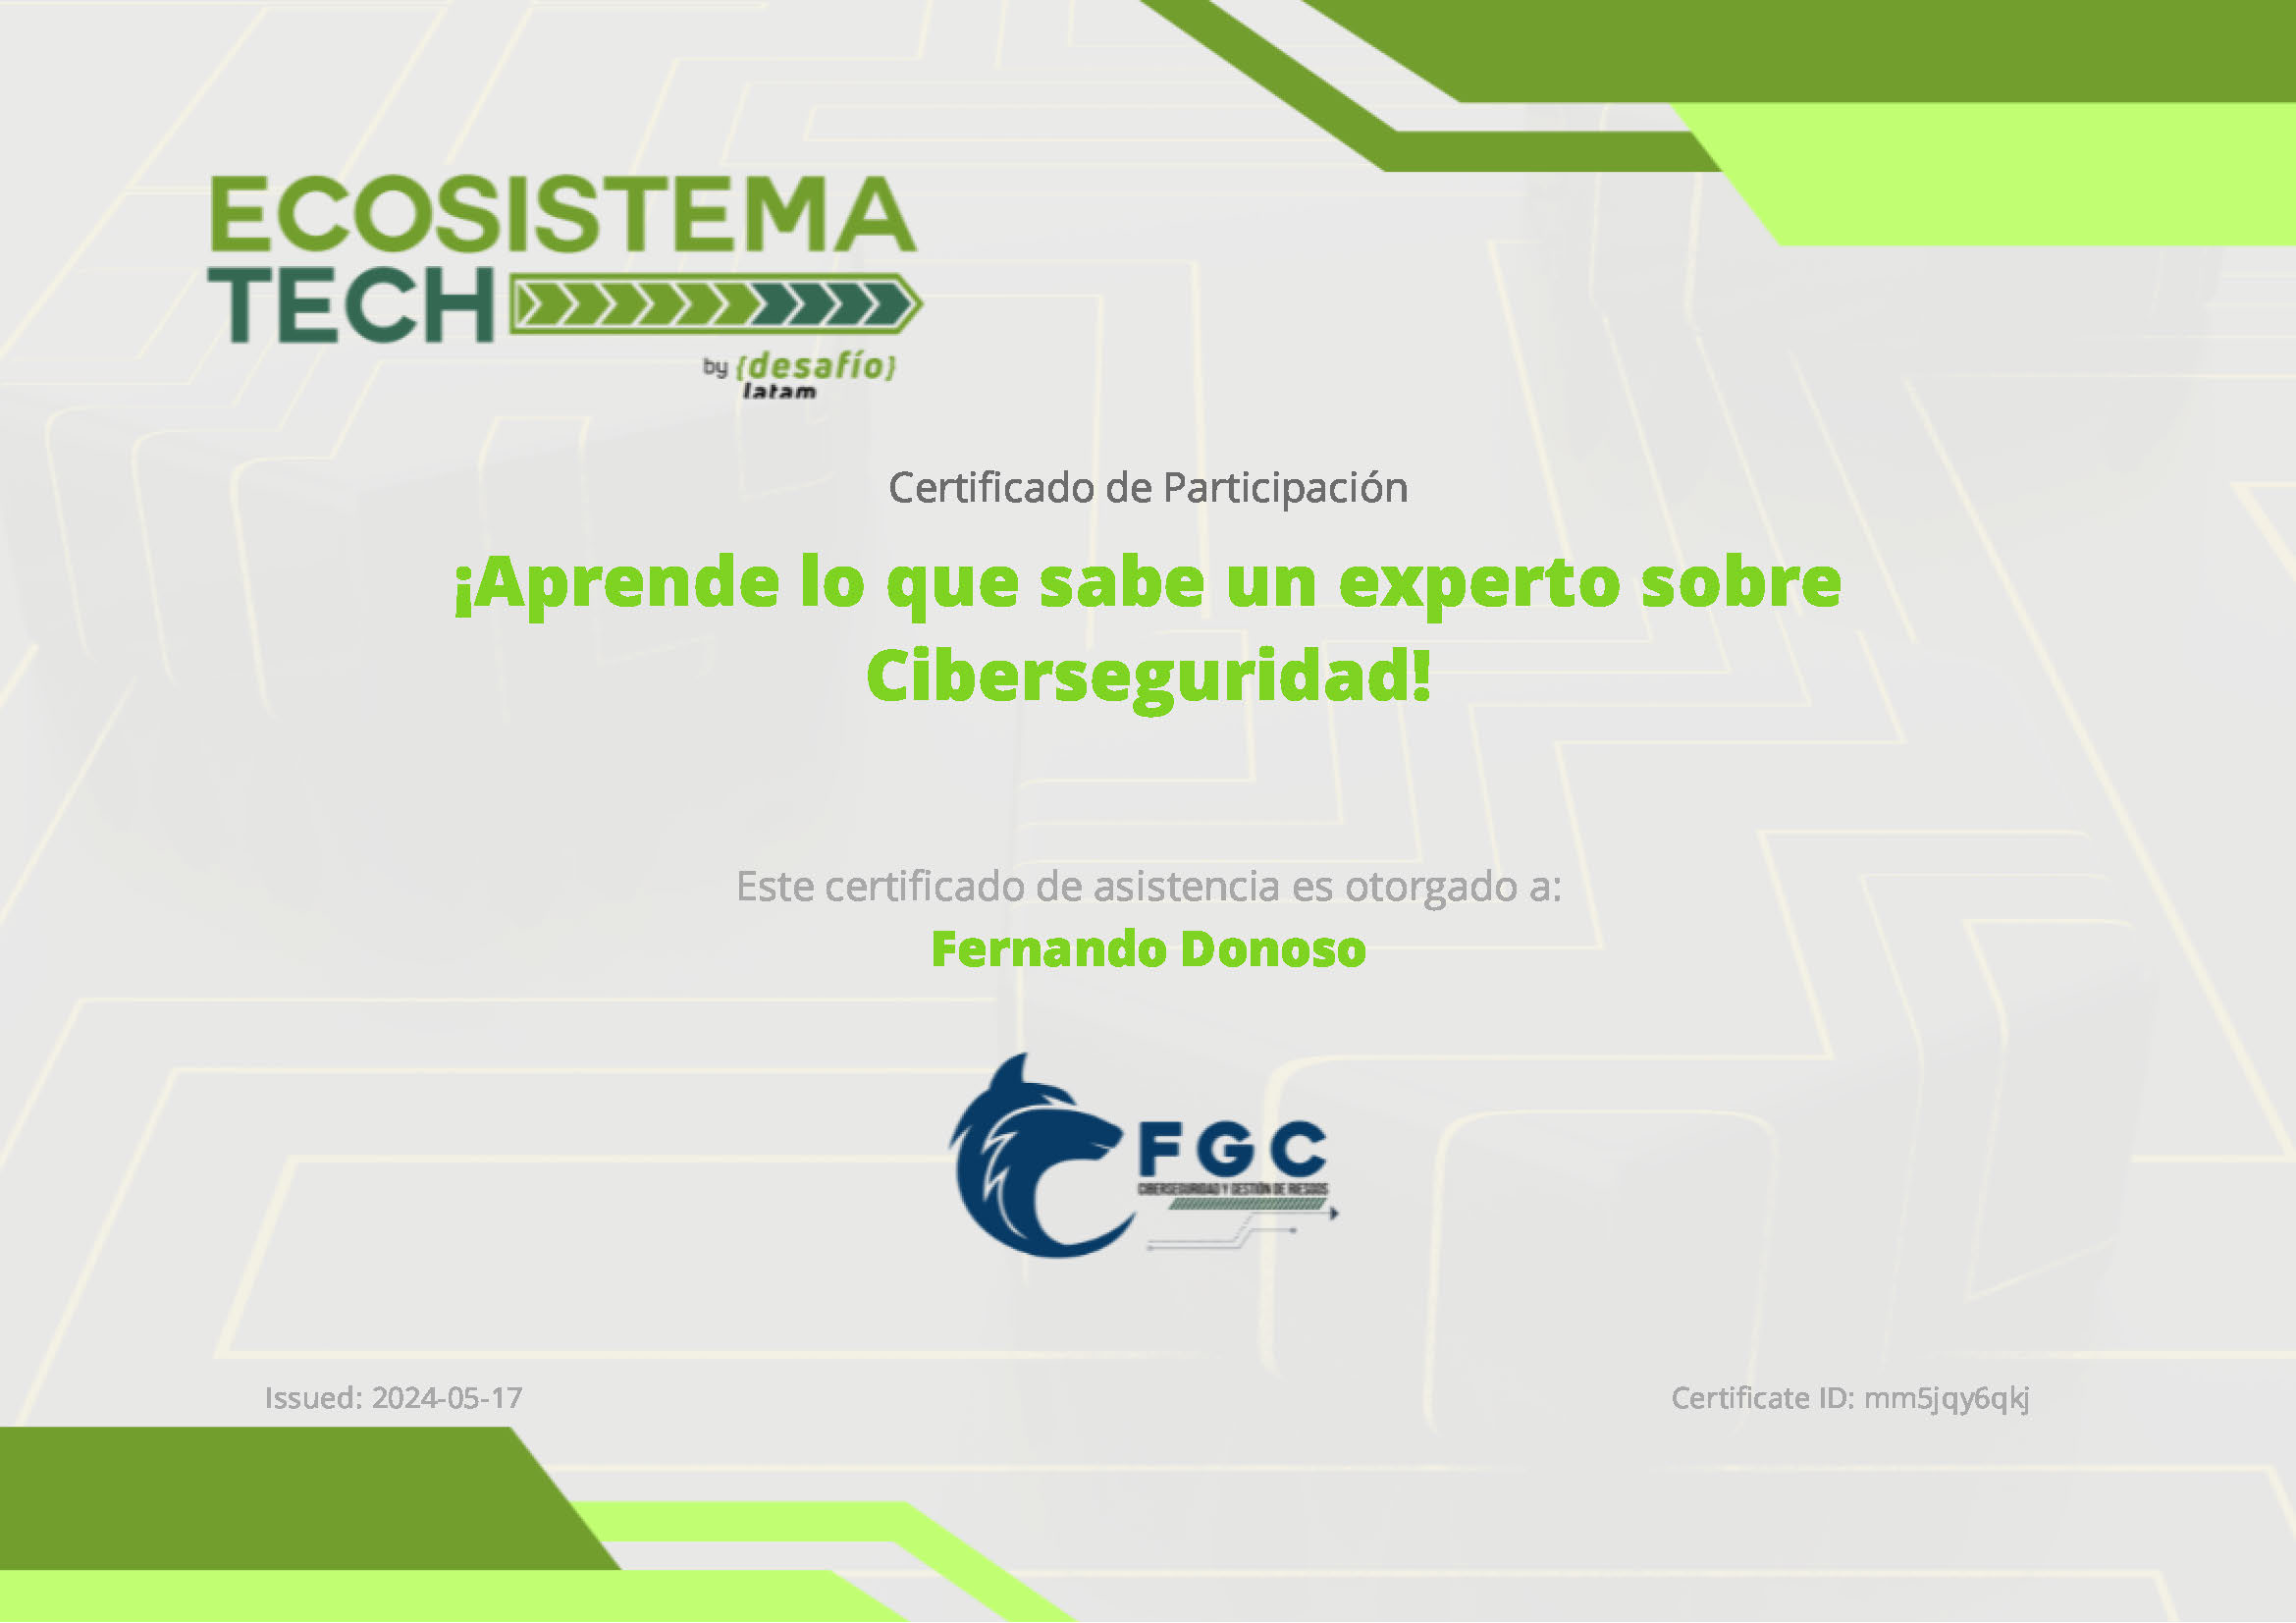 ECOSISTEMA
TECH
by {desafío}
latam
Certificado de Participación
¡Aprende lo que sabe un experto sobre
Ciberseguridad!
Este certificado de asistencia es otorgado a:
Fernando Donoso
FGC
CIBERSEGURIDAD Y GESTIÓN DE RIESGOS
Issued: 2024-05-17
Certificate ID: mm5jqy6qkj